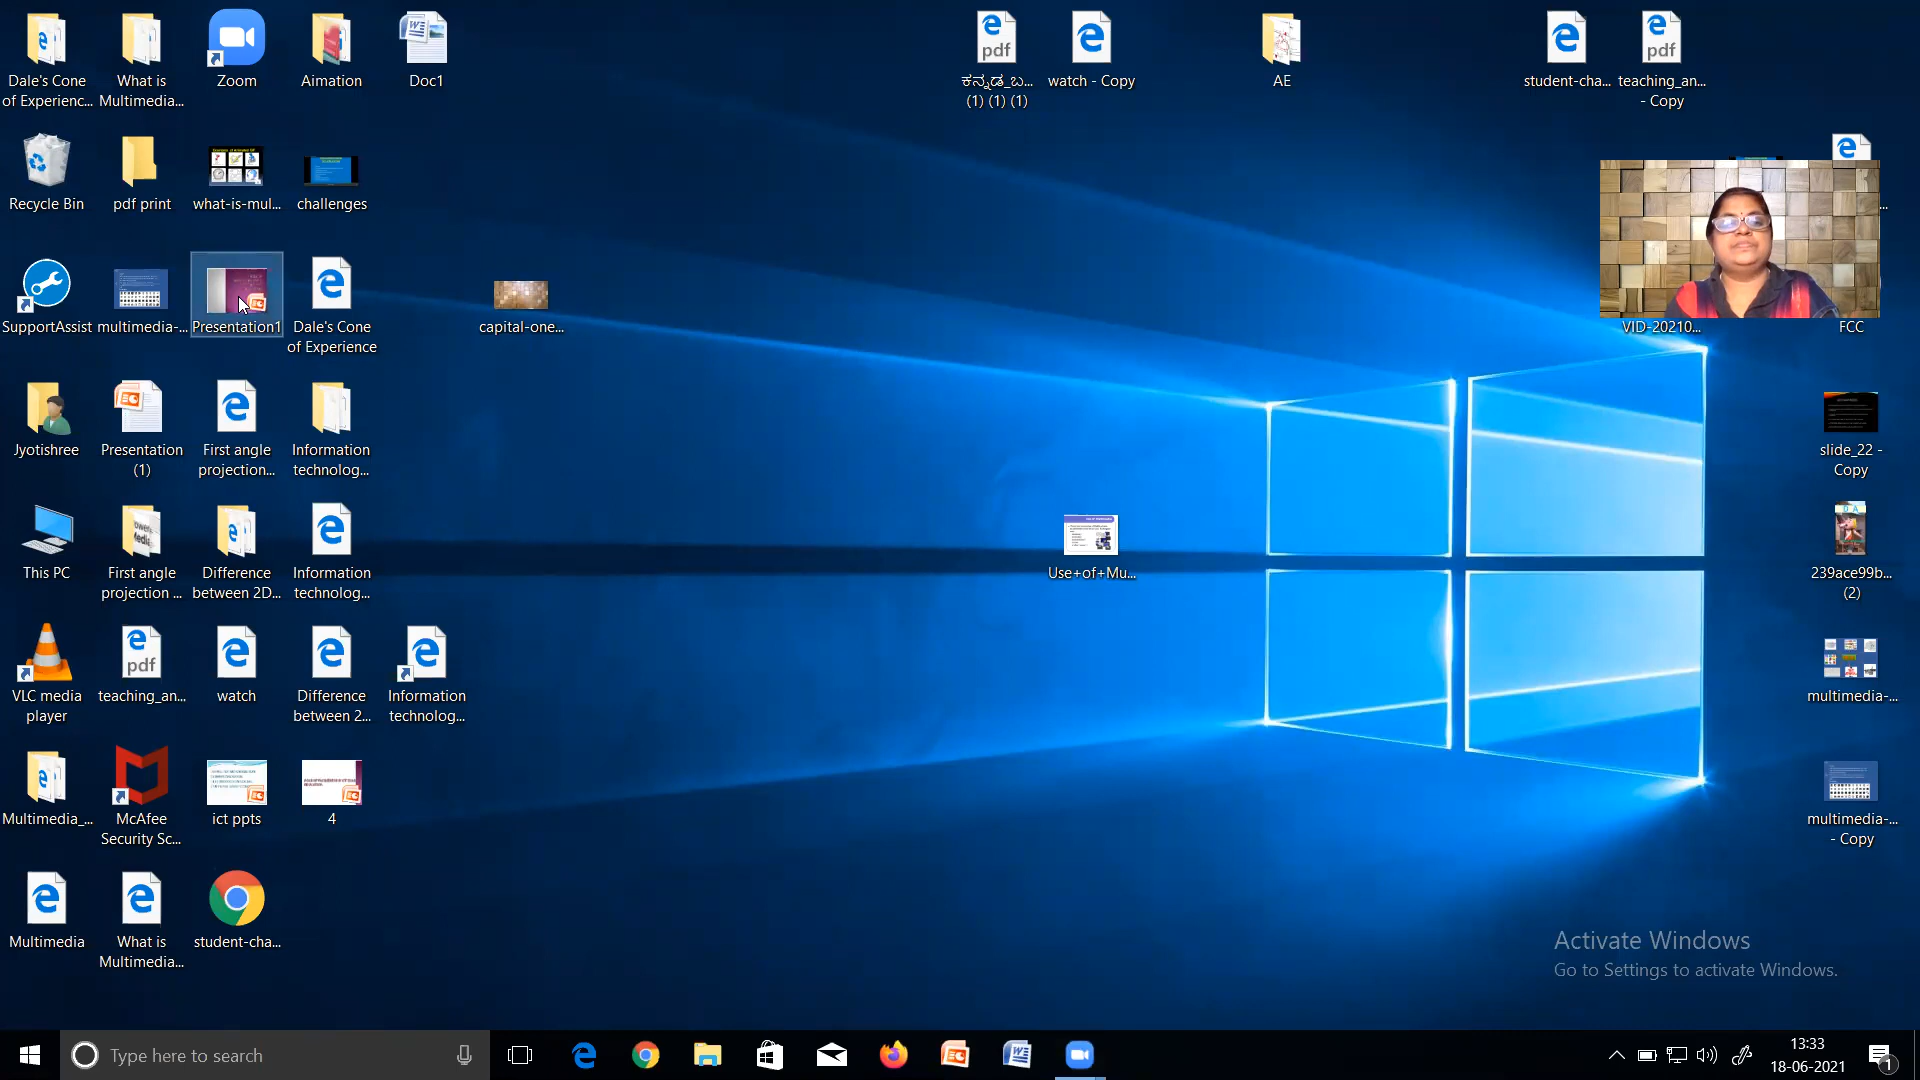 Dale's Cone
of Experienc...
What is
Multimedia...
Zoom
Aimation
Doc1
pdf
ಕನ್ನಡ_ಬ...
(1) (1) (1)
watch - Copy
AE
student-cha...
pdf
teaching_an...
- Copy
Recycle Bin
pdf print
what-is-mul...
challenges
SupportAssist
multimedia-...
Presentation1
Dale's Cone
of Experience
capital-one...
VID-20210...
FCC
Jyotishree
Presentation
(1)
First angle
projection...
Information
technolog...
slide_22 -
Copy
This PC
First angle
projection ...
Difference
between 2D...
Information
technolog...
Use+of+Mu...
239ace99b...
(2)
VLC media
player
pdf
teaching_an...
watch
Difference
between 2...
Information
technolog...
multimedia-...
Multimedia_...
McAfee
Security Sc...
ict ppts
4
multimedia-...
- Copy
Multimedia
What is
Multimedia...
student-cha...
Activate Windows
Go to Settings to activate Windows.
Type here to search
13:33
18-06-2021
1